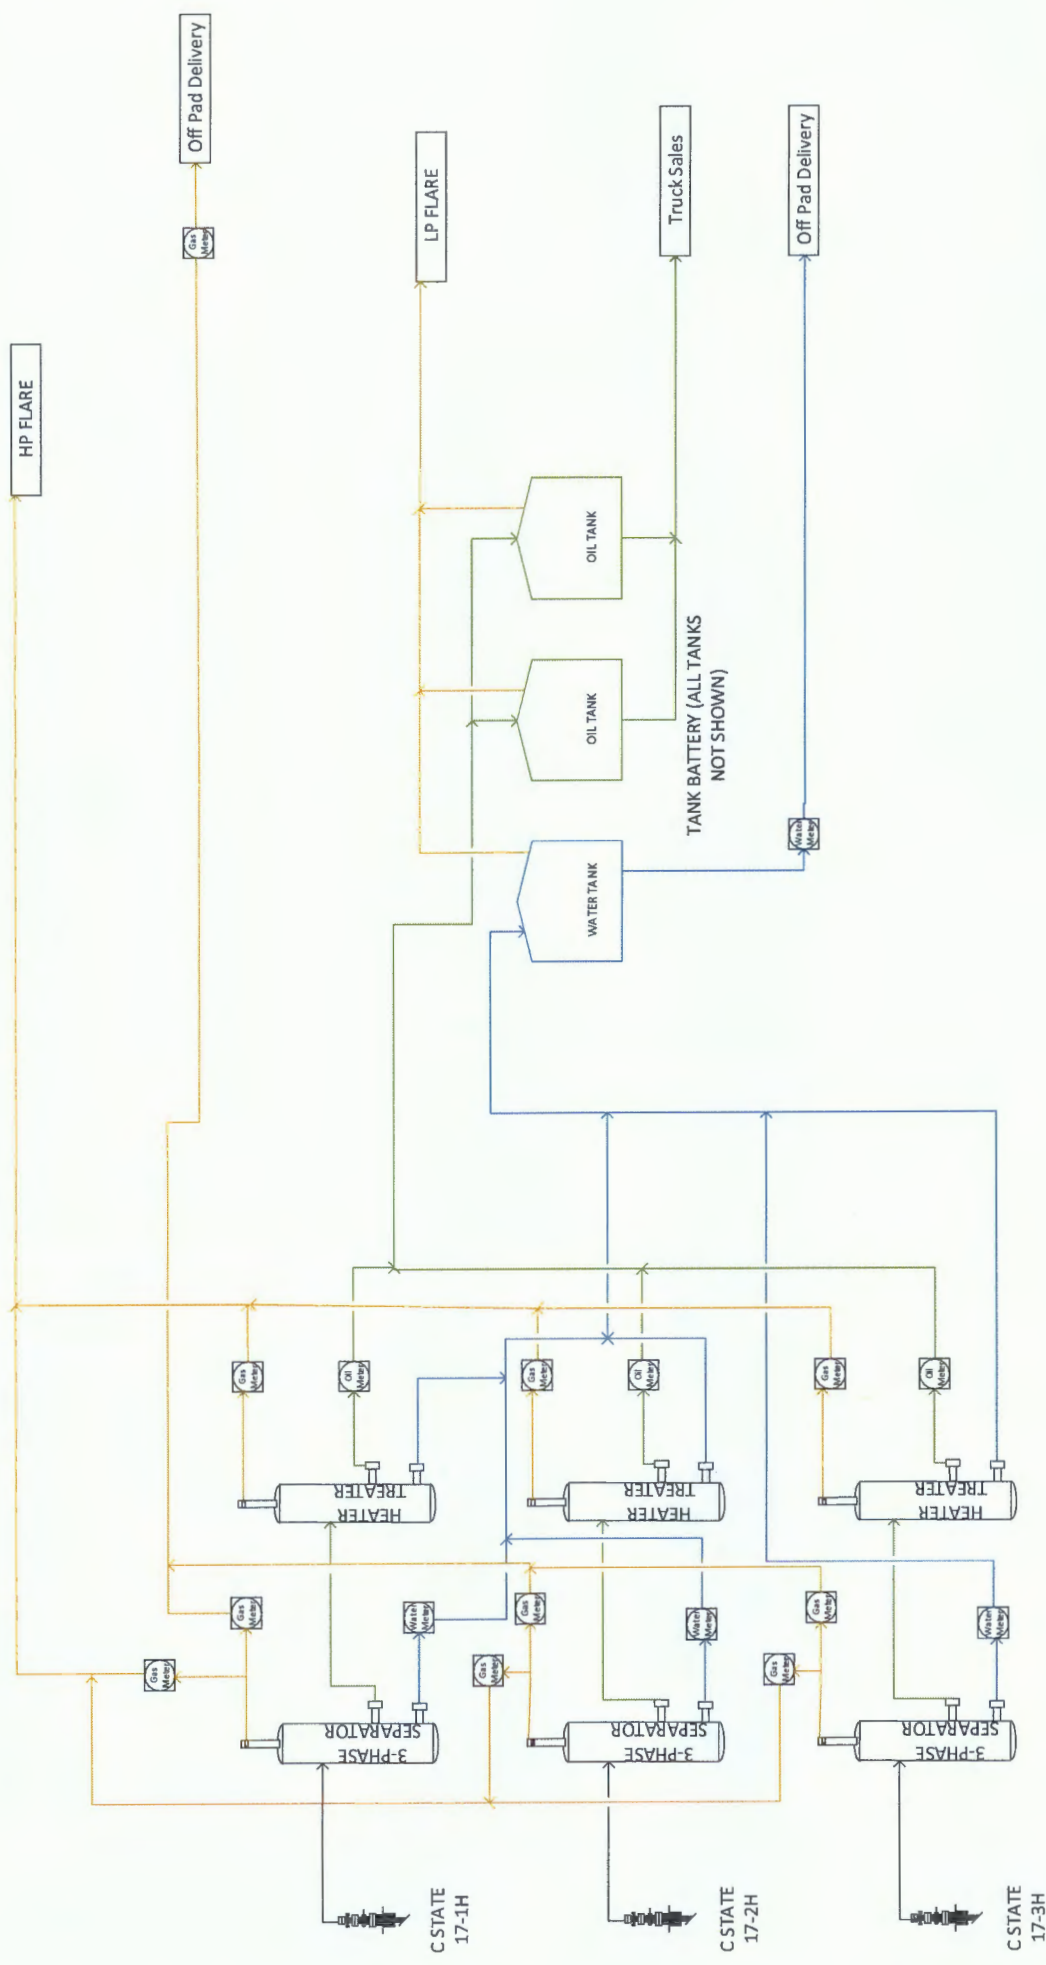 HP FLARE
Off Pad Delivery
Gas
Meter
LP FLARE
Truck Sales
Off Pad Delivery
OIL TANK
OIL TANK
WATER TANK
TANK BATTERY (ALL TANKS
NOT SHOWN)
Water
Meter
Gas
Meter
Oil
Meter
Gas
Meter
Oil
Meter
Gas
Meter
Oil
Meter
HEATER
TREATER
HEATER
TREATER
HEATER
TREATER
Gas
Meter
Gas
Meter
Water
Meter
Gas
Meter
Gas
Meter
Water
Meter
Gas
Meter
Gas
Meter
Water
Meter
3-PHASE
SEPARATOR
3-PHASE
SEPARATOR
3-PHASE
SEPARATOR
C STATE
17-1H
C STATE
17-2H
C STATE
17-3H